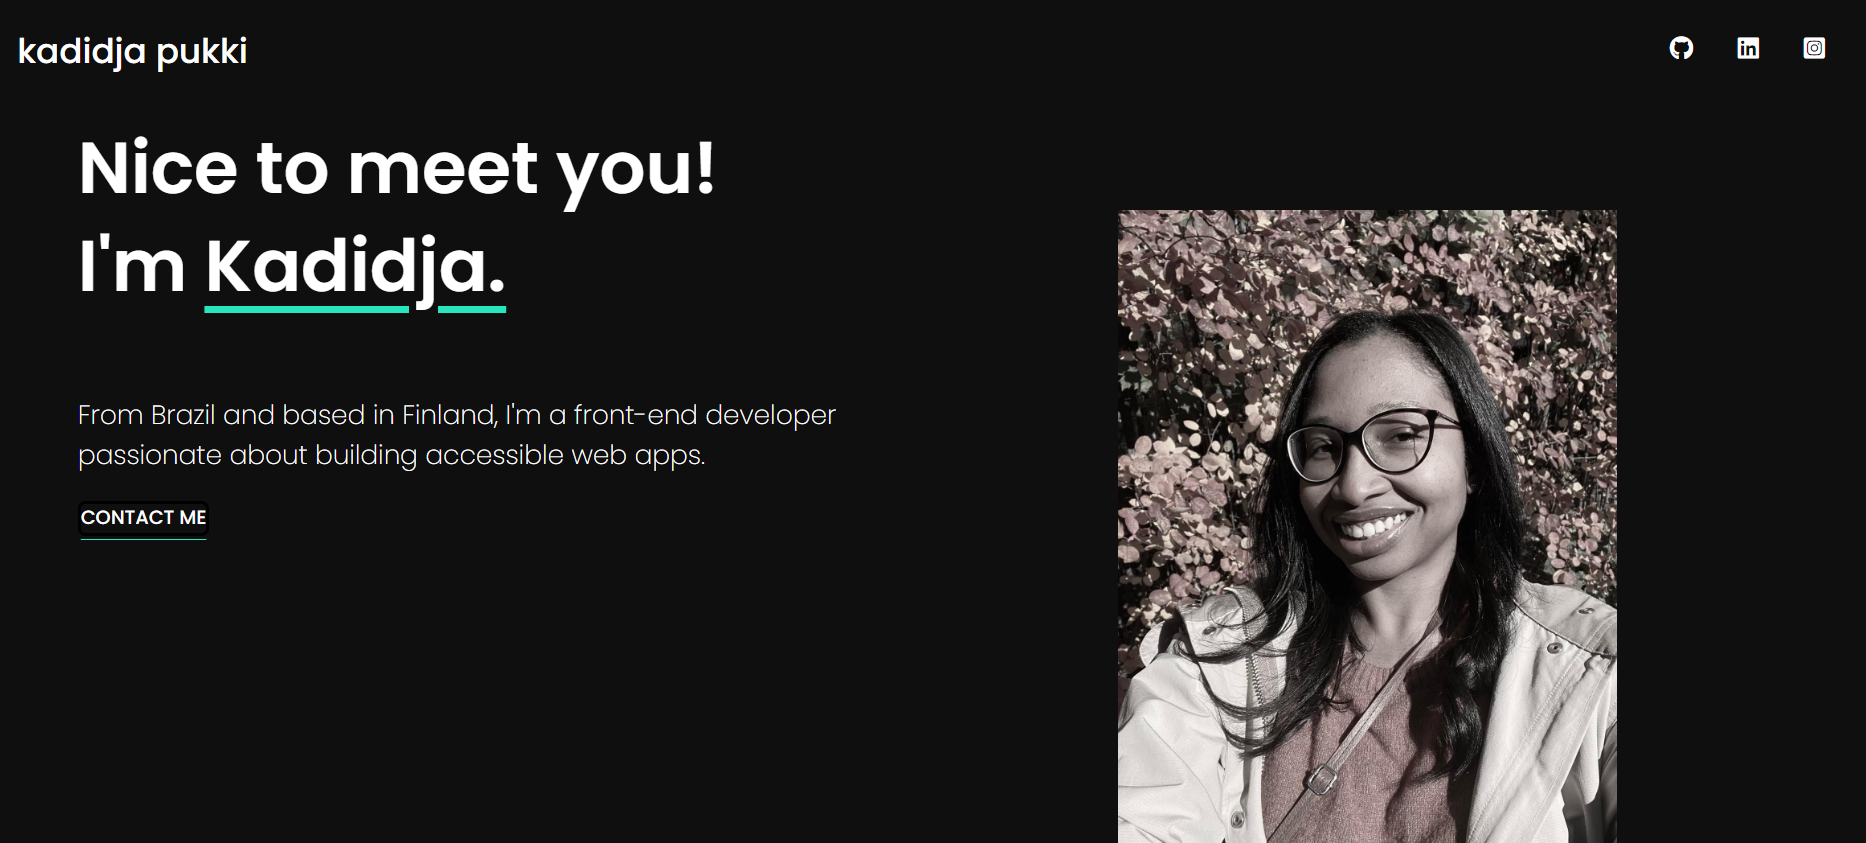 kadidja pukki
Nice to meet you!
I'm Kadidja.
From Brazil and based in Finland, I'm a front-end developer
passionate about building accessible web apps.
CONTACT ME